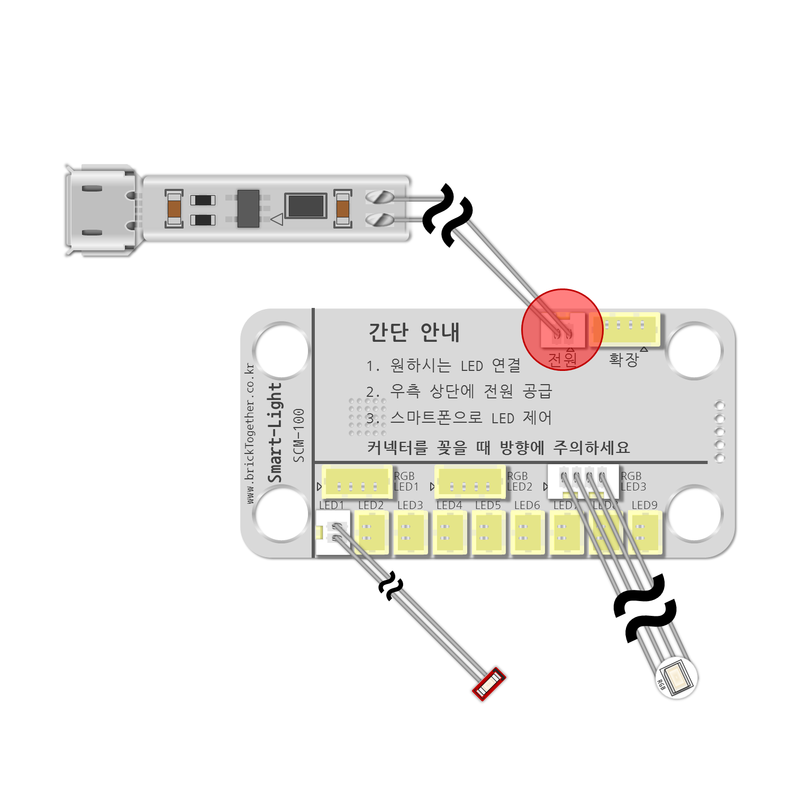 간단 안내
1. 원하시는 LED 연결
2. 우측 상단에 전원 공급
3. 스마트폰으로 LED 제어
커넥터를 꽂을 때 방향에 주의하세요
전원
확장
www.brickTogether.co.kr
Smart-Light
SCM-100
RGB LED1
RGB LED2
RGB LED3
LED1 LED2 LED3 LED4 LED5 LED6 LED7 LED8 LED9
RGB